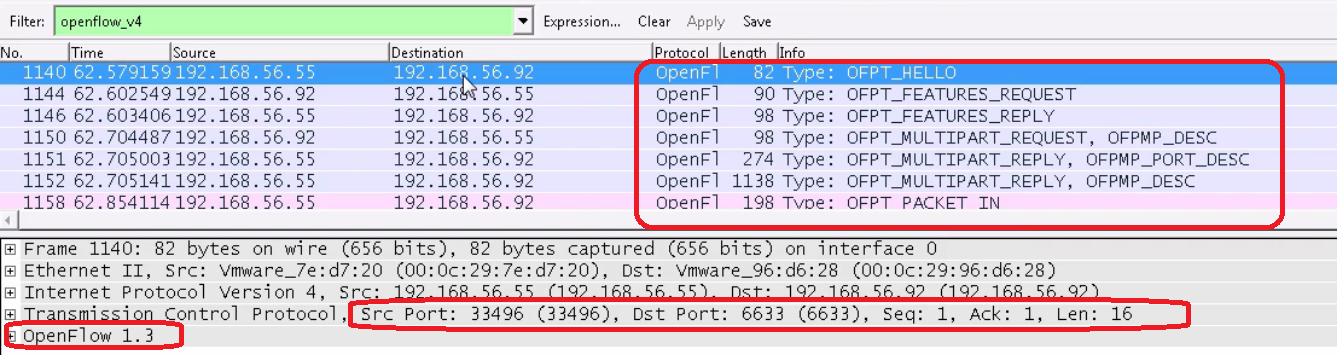 Filter: openflow_v4 Expression... Clear Apply Save
No. Time Source Destination Protocol Length Info
1140 62.579159 192.168.56.55 192.168.56.92 OpenFl 82 Type: OFPT_HELLO
1144 62.602549 192.168.56.92 192.168.56.55 OpenFl 90 Type: OFPT_FEATURES_REQUEST
1146 62.603406 192.168.56.55 192.168.56.92 OpenFl 98 Type: OFPT_FEATURES_REPLY
1150 62.704487 192.168.56.92 192.168.56.55 OpenFl 98 Type: OFPT_MULTIPART_REQUEST, OFPMP_DESC
1151 62.705003 192.168.56.55 192.168.56.92 OpenFl 274 Type: OFPT_MULTIPART_REPLY, OFPMP_PORT_DESC
1152 62.705141 192.168.56.55 192.168.56.92 OpenFl 1138 Type: OFPT_MULTIPART_REPLY, OFPMP_DESC
1158 62.854114 192.168.56.55 192.168.56.92 OpenFl 198 Type: OFPT_PACKET_IN
Frame 1140: 82 bytes on wire (656 bits), 82 bytes captured (656 bits) on interface 0
Ethernet II, Src: Vmware_7e:d7:20 (00:0c:29:7e:d7:20), Dst: Vmware_96:d6:28 (00:0c:29:96:d6:28)
Internet Protocol Version 4, Src: 192.168.56.55 (192.168.56.55), Dst: 192.168.56.92 (192.168.56.92)
Transmission Control Protocol, Src Port: 33496 (33496), Dst Port: 6633 (6633), Seq: 1, Ack: 1, Len: 16
OpenFlow 1.3